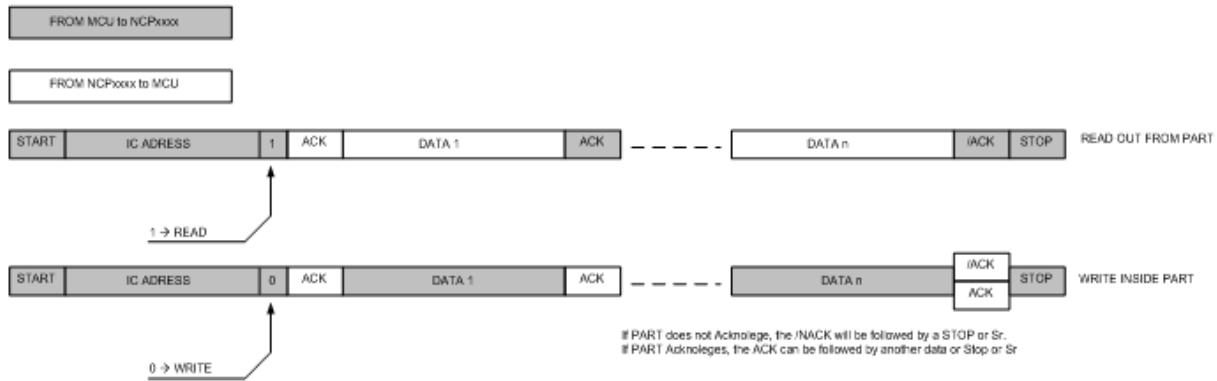 FROM MCU to NCPxxxx
FROM NCPxxxx to MCU
START IC ADRESS 1 ACK DATA 1 ACK DATA n /ACK STOP READ OUT FROM PART
1 → READ
START IC ADRESS 0 ACK DATA 1 ACK DATA n /ACK ACK STOP WRITE INSIDE PART
If PART does not Acknolege, the /NACK will be followed by a STOP or Sr.
If PART Acknoleges, the ACK can be followed by another data or Stop or Sr
0 → WRITE